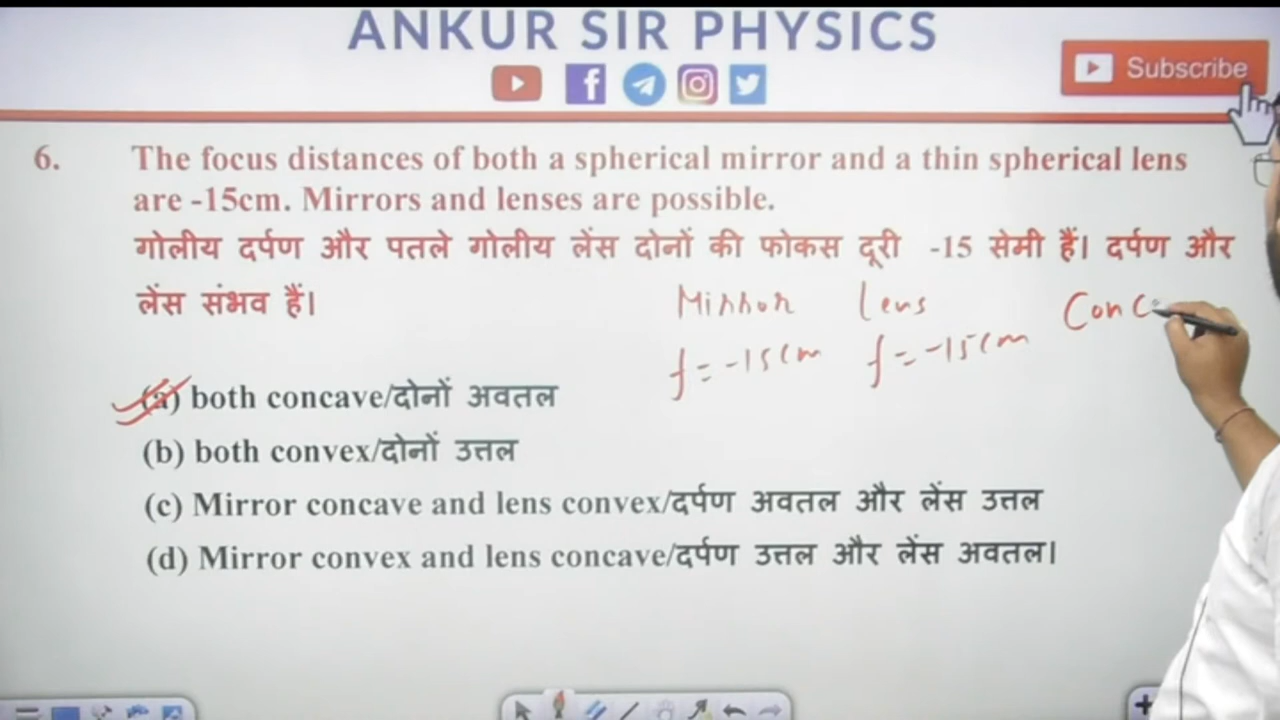 ANKUR SIR PHYSICS
Subscribe
6. The focus distances of both a spherical mirror and a thin spherical lens
are -15cm. Mirrors and lenses are possible.
गोलीय दर्पण और पतले गोलीय लेंस दोनों की फोकस दूरी -15 सेमी हैं। दर्पण और
लेंस संभव हैं।
Mirror Lens Conc
f = -15cm f = -15cm
(a) both concave/दोनों अवतल
(b) both convex/दोनों उत्तल
(c) Mirror concave and lens convex/दर्पण अवतल और लेंस उत्तल
(d) Mirror convex and lens concave/दर्पण उत्तल और लेंस अवतल।